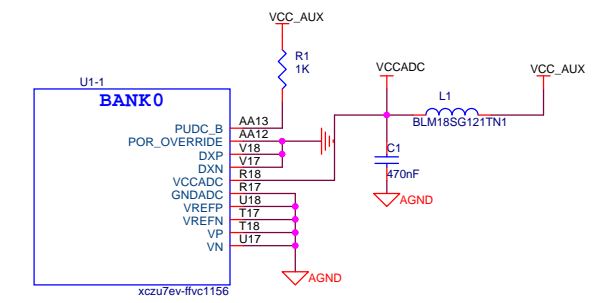 VCC_AUX
R1
1K
VCCADC
VCC_AUX
U1-1
BANK0
L1
BLM18SG121TN1
PUDC_B AA13
POR_OVERRIDE AA12
DXP V18
DXN V17
VCCADC R18
GNDADC R17
VREFP U18
VREFN T17
VP T18
VN U17
C1
470nF
AGND
AGND
xczu7ev-ffvc1156